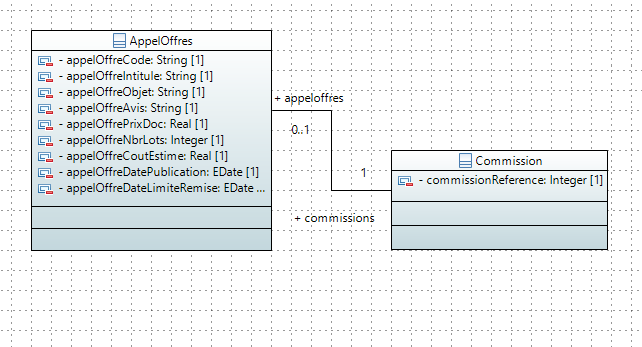 AppelOffres
- appelOffreCode: String [1]
- appelOffreIntitule: String [1]
- appelOffreObjet: String [1]
- appelOffreAvis: String [1]
- appelOffrePrixDoc: Real [1]
- appelOffreNbrLots: Integer [1]
- appelOffreCoutEstime: Real [1]
- appelOffreDatePublication: EDate [1]
- appelOffreDateLimiteRemise: EDate ...
+ appeloffres
0..1
1
+ commissions
Commission
- commissionReference: Integer [1]